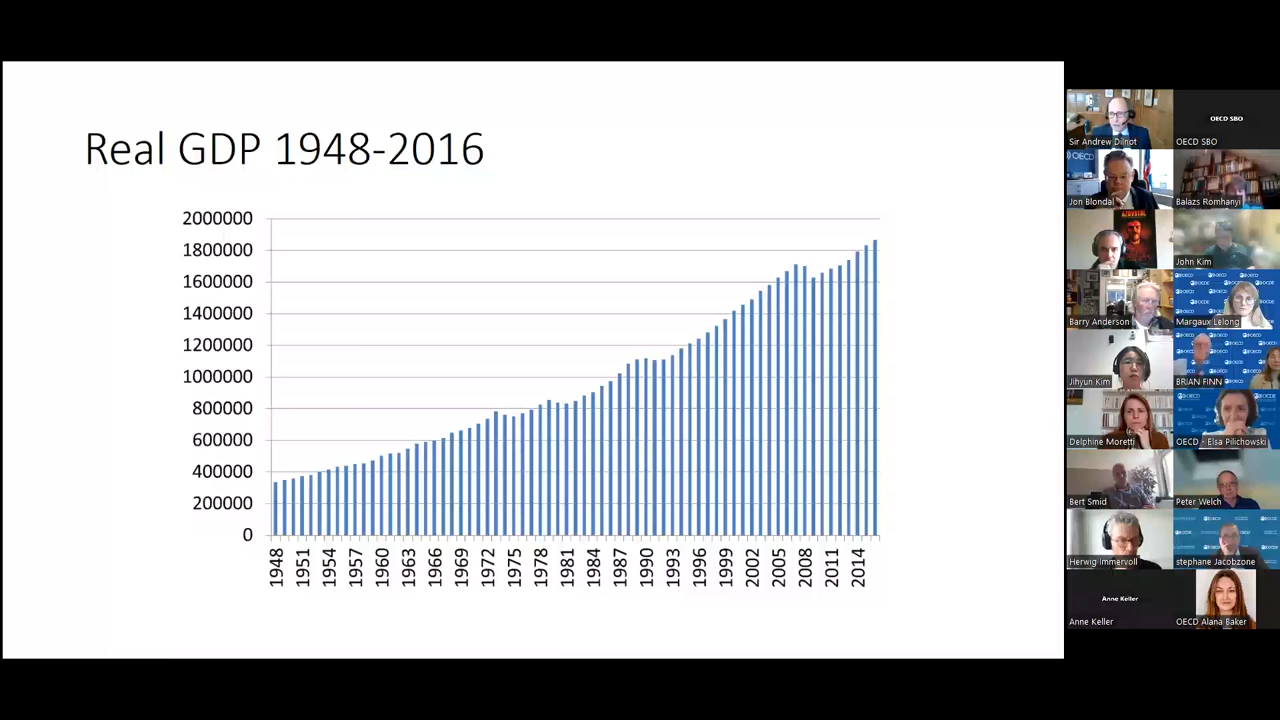 Real GDP 1948-2016
2000000
1800000
1600000
1400000
1200000
1000000
800000
600000
400000
200000
0
1948
1951
1954
1957
1960
1963
1966
1969
1972
1975
1978
1981
1984
1987
1990
1993
1996
1999
2002
2005
2008
2011
2014
Sir Andrew Dilnot
OECD SBO
OECD SBO
OECD
Jon Blondal
Balazs Romhanyi
AZOVSTAL
John Kim
Barry Anderson
Margaux Lelong
Jihyun Kim
BRIAN FINN
Delphine Moretti
OECD - Elsa Pilichowski
Bert Smid
Peter Welch
Herwig Immervoll
stephane Jacobzone
Anne Keller
Anne Keller
OECD Alana Baker